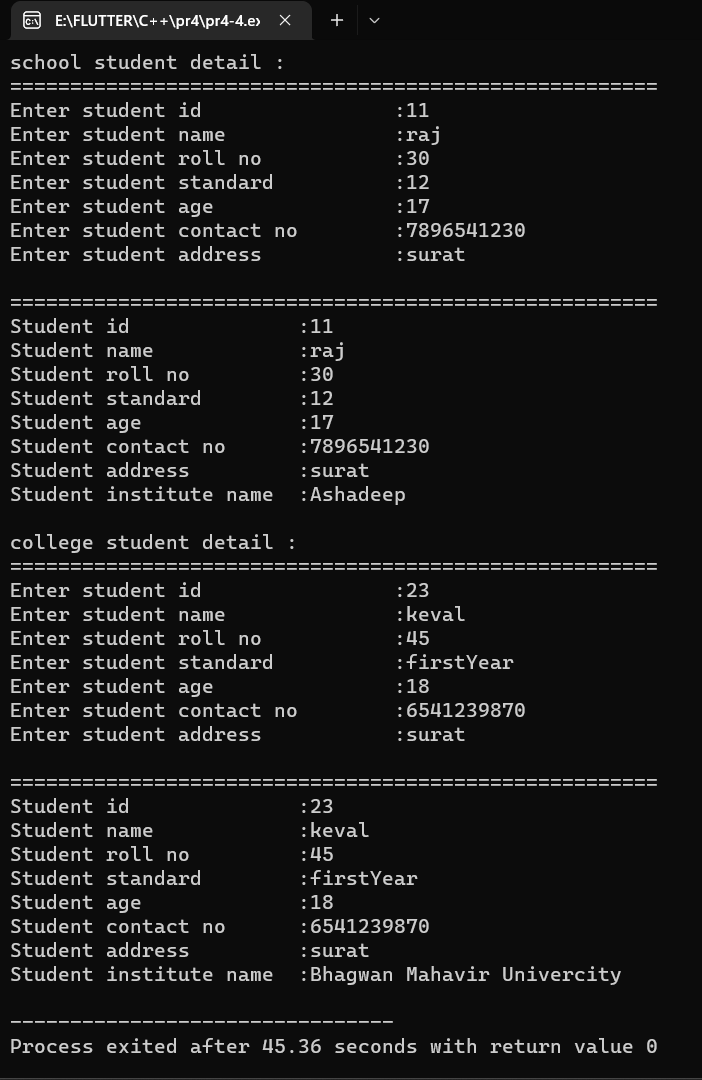 E:\FLUTTER\C++\pr4\pr4-4.ex
school student detail :
======================================================
Enter student id                :11
Enter student name              :raj
Enter student roll no           :30
Enter student standard          :12
Enter student age               :17
Enter student contact no        :7896541230
Enter student address           :surat
======================================================
Student id              :11
Student name            :raj
Student roll no         :30
Student standard        :12
Student age             :17
Student contact no      :7896541230
Student address         :surat
Student institute name  :Ashadeep
college student detail :
======================================================
Enter student id                :23
Enter student name              :keval
Enter student roll no           :45
Enter student standard          :firstYear
Enter student age               :18
Enter student contact no        :6541239870
Enter student address           :surat
======================================================
Student id              :23
Student name            :keval
Student roll no         :45
Student standard        :firstYear
Student age             :18
Student contact no      :6541239870
Student address         :surat
Student institute name  :Bhagwan Mahavir Univercity
--------------------------------
Process exited after 45.36 seconds with return value 0